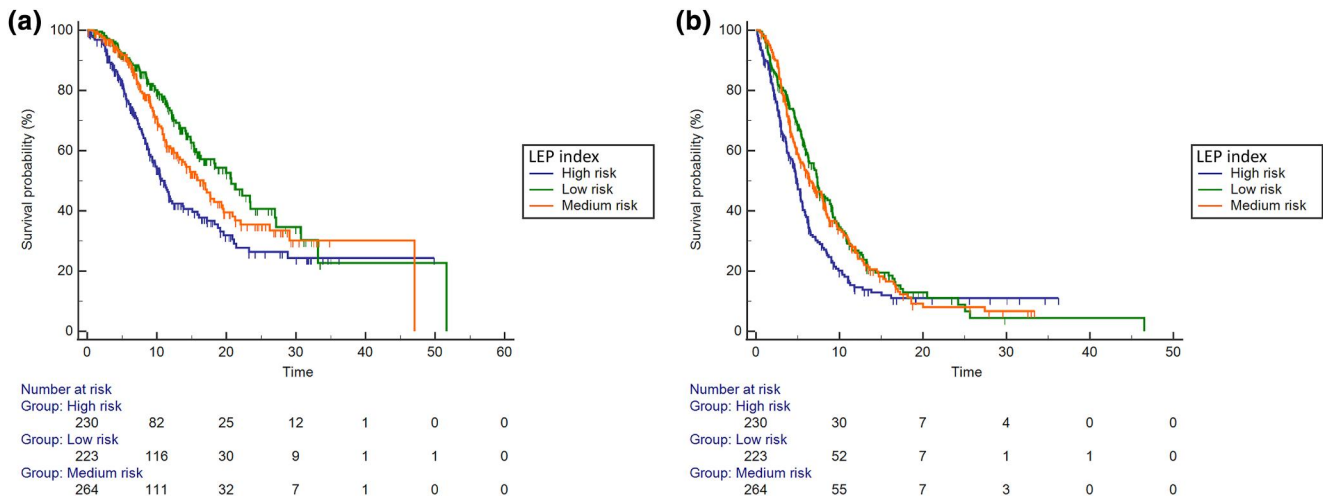 (a)
100
80
60
40
20
0
Survival probability (%)
0 10 20 30 40 50 60
Time
LEP index
High risk
Low risk
Medium risk
Number at risk
Group: High risk
230 82 25 12 1 0 0
Group: Low risk
223 116 30 9 1 1 0
Group: Medium risk
264 111 32 7 1 0 0
(b)
100
80
60
40
20
0
Survival probability (%)
0 10 20 30 40 50
Time
LEP index
High risk
Low risk
Medium risk
Number at risk
Group: High risk
230 30 7 4 0 0
Group: Low risk
223 52 7 1 1 0
Group: Medium risk
264 55 7 3 0 0